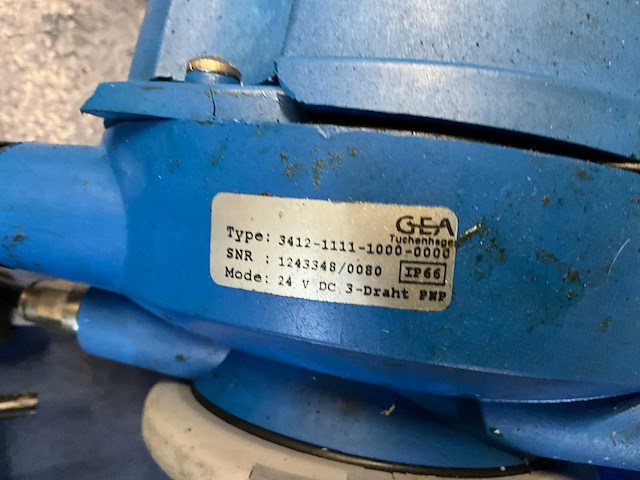 GEA
Tuchenhagen
Type: 3412-1111-1000-0000
SNR : 1243348/0080 IP66
Mode: 24 V DC 3-Draht PNP